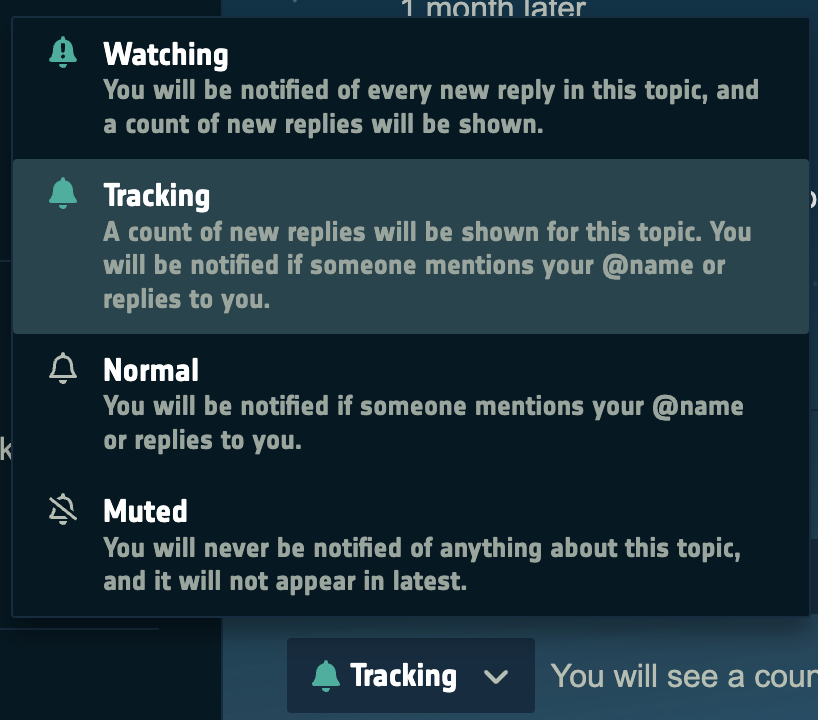 1 month later
Watching
You will be notified of every new reply in this topic, and
a count of new replies will be shown.
Tracking
A count of new replies will be shown for this topic. You
will be notified if someone mentions your @name or
replies to you.
Normal
You will be notified if someone mentions your @name
or replies to you.
Muted
You will never be notified of anything about this topic,
and it will not appear in latest.
Tracking
You will see a